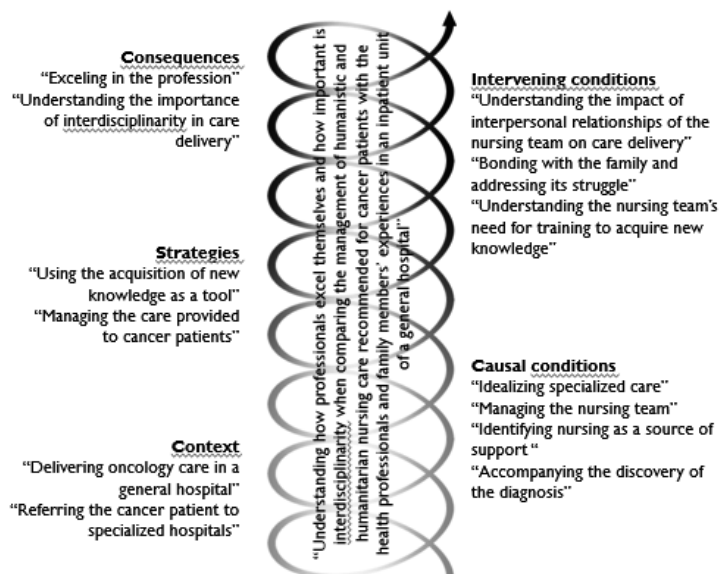 Consequences
“Exceling in the profession”
“Understanding the importance
of interdisciplinarity in care
delivery”
Strategies
“Using the acquisition of new
knowledge as a tool”
“Managing the care provided
to cancer patients”
Context
“Delivering oncology care in a
general hospital”
“Referring the cancer patient to
specialized hospitals”
“Understanding how professionals excel themselves and how important is
interdisciplinarity when comparing the management of humanistic and
humanitarian nursing care recommended for cancer patients with the
health professionals and family members’ experiences in an inpatient unit
of a general hospital”
Intervening conditions
“Understanding the impact of
interpersonal relationships of the
nursing team on care delivery”
“Bonding with the family and
addressing its struggle”
“Understanding the nursing team’s
need for training to acquire new
knowledge”
Causal conditions
“Idealizing specialized care”
“Managing the nursing team”
“Identifying nursing as a source of
support “
“Accompanying the discovery of
the diagnosis”